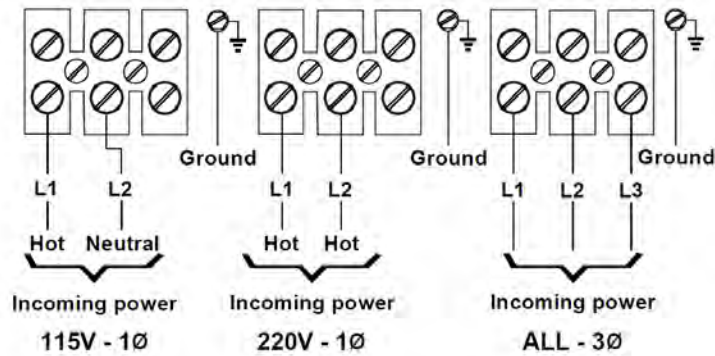 Ground Ground Ground
L1 L2 L1 L2 L1 L2 L3
Hot Neutral Hot Hot
Incoming power Incoming power Incoming power
115V - 1Ø 220V - 1Ø ALL - 3Ø